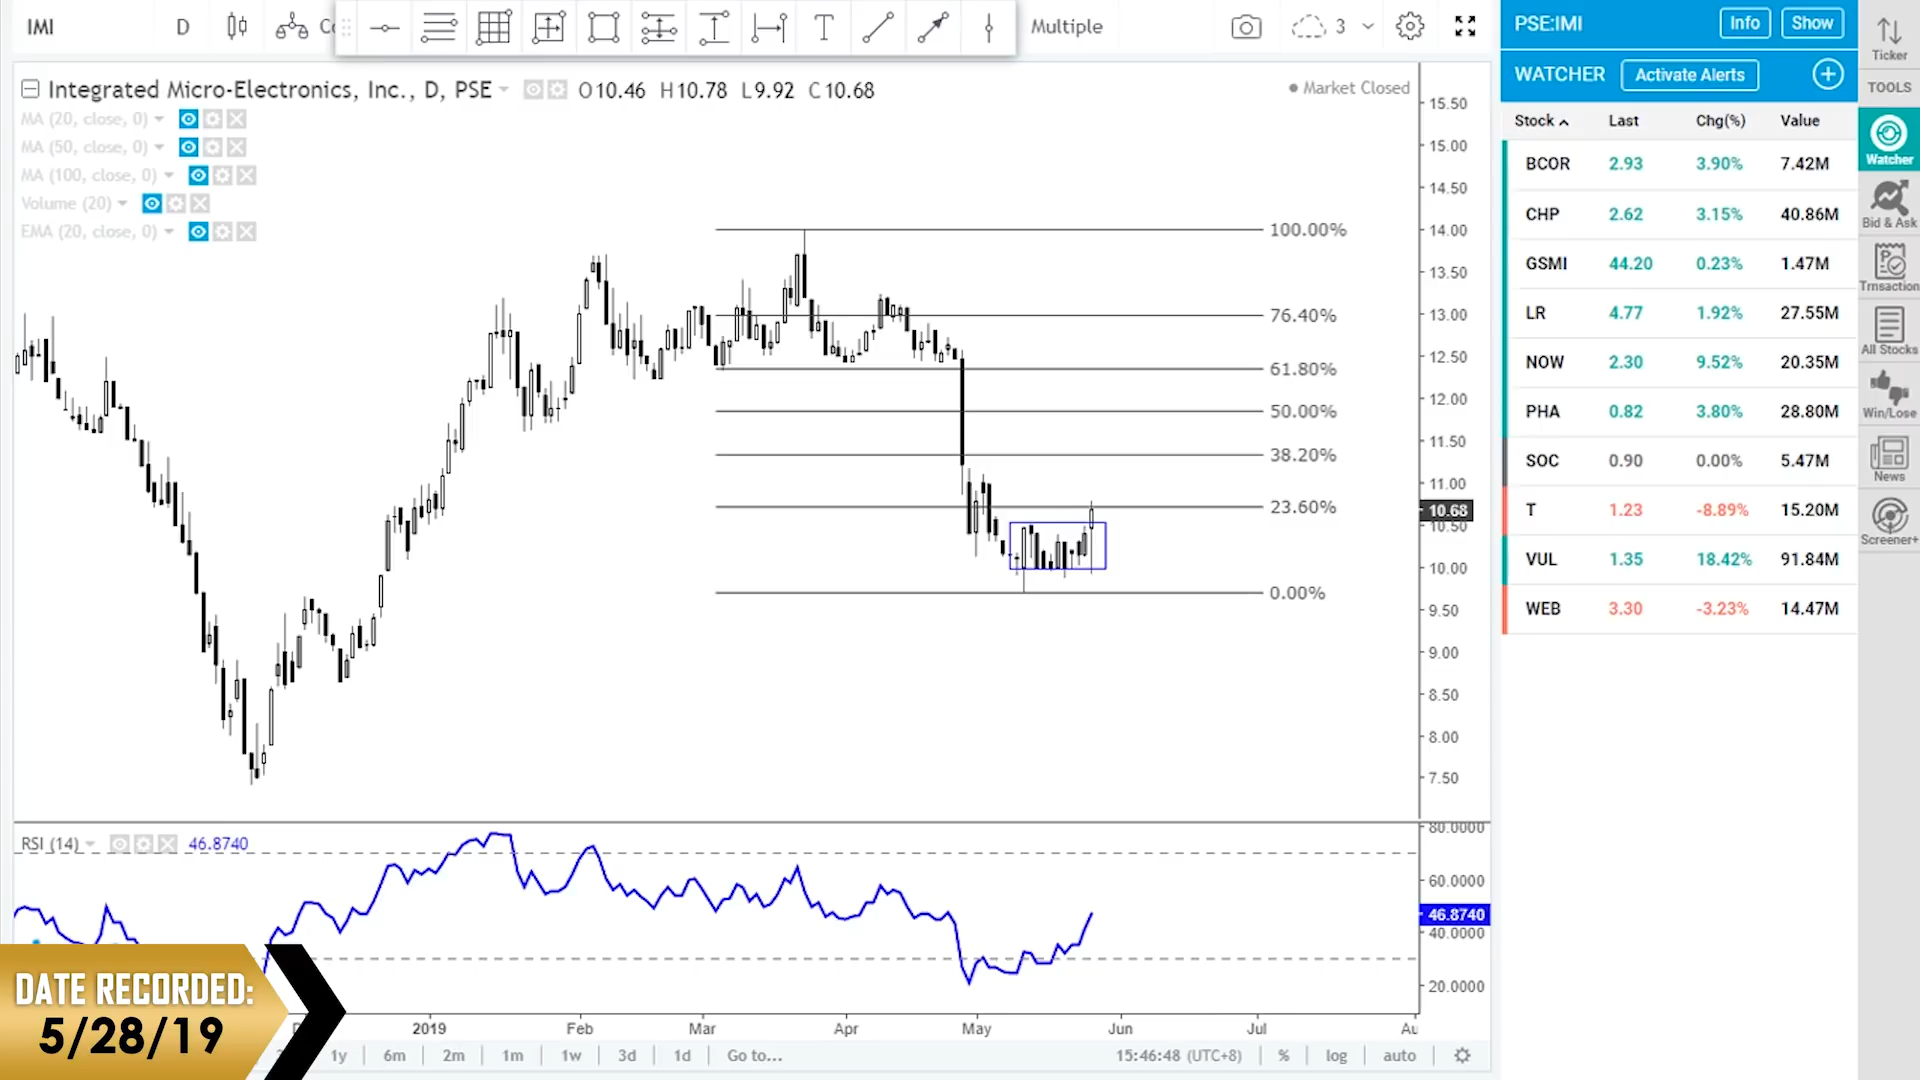 IMI D Multiple 3
Integrated Micro-Electronics, Inc., D, PSE O10.46 H10.78 L9.92 C10.68
Market Closed
MA (20, close, 0)
MA (50, close, 0)
MA (100, close, 0)
Volume (20)
EMA (20, close, 0)
100.00%
76.40%
61.80%
50.00%
38.20%
23.60%
0.00%
15.50
15.00
14.50
14.00
13.50
13.00
12.50
12.00
11.50
11.00
10.68
10.50
10.00
9.50
9.00
8.50
8.00
7.50
RSI (14) 46.8740
80.0000
60.0000
46.8740
40.0000
20.0000
2019 Feb Mar Apr May Jun Jul Au
1y 6m 2m 1m 1w 3d 1d Go to...
15:46:48 (UTC+8) % log auto
DATE RECORDED:
5/28/19
PSE:IMI Info Show
WATCHER Activate Alerts
Stock Last Chg(%) Value
BCOR 2.93 3.90% 7.42M
CHP 2.62 3.15% 40.86M
GSMI 44.20 0.23% 1.47M
LR 4.77 1.92% 27.55M
NOW 2.30 9.52% 20.35M
PHA 0.82 3.80% 28.80M
SOC 0.90 0.00% 5.47M
T 1.23 -8.89% 15.20M
VUL 1.35 18.42% 91.84M
WEB 3.30 -3.23% 14.47M
Ticker
TOOLS
Watcher
Bid & Ask
Trnsaction
All Stocks
Win/Lose
News
Screener+